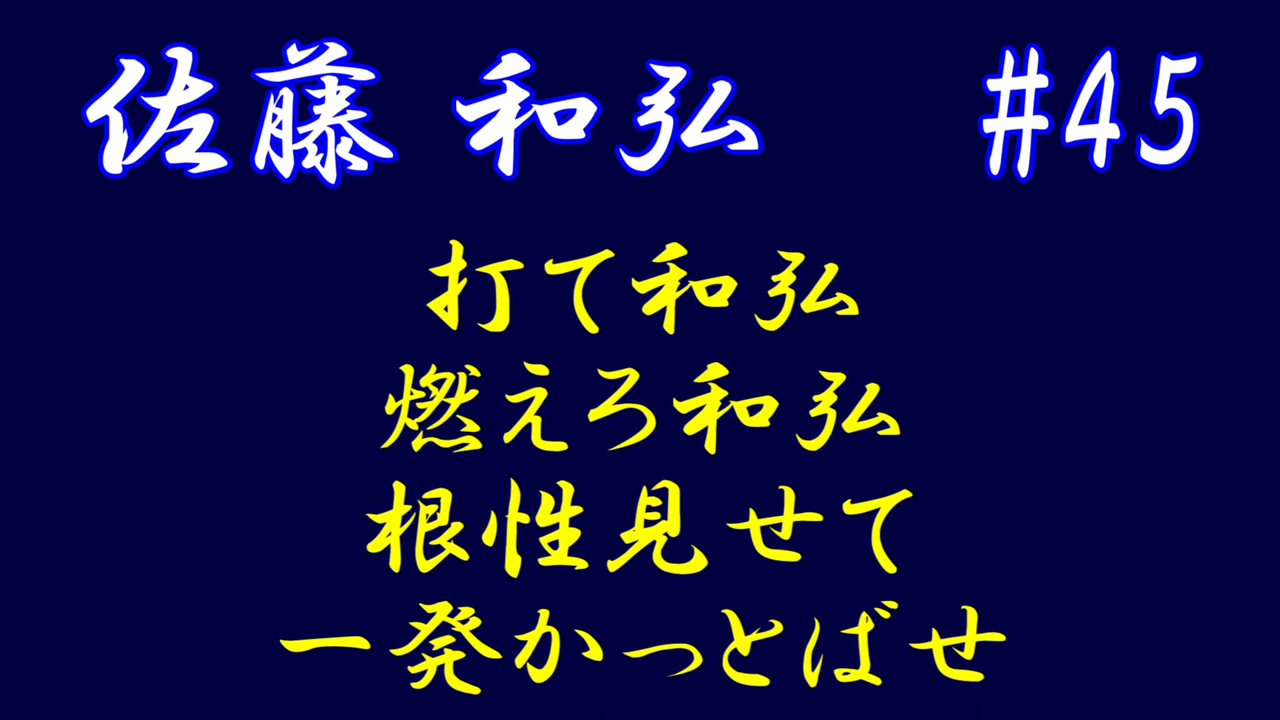 佐藤 和弘 #45
打て和弘
燃えろ和弘
根性見せて
一発かっとばせ